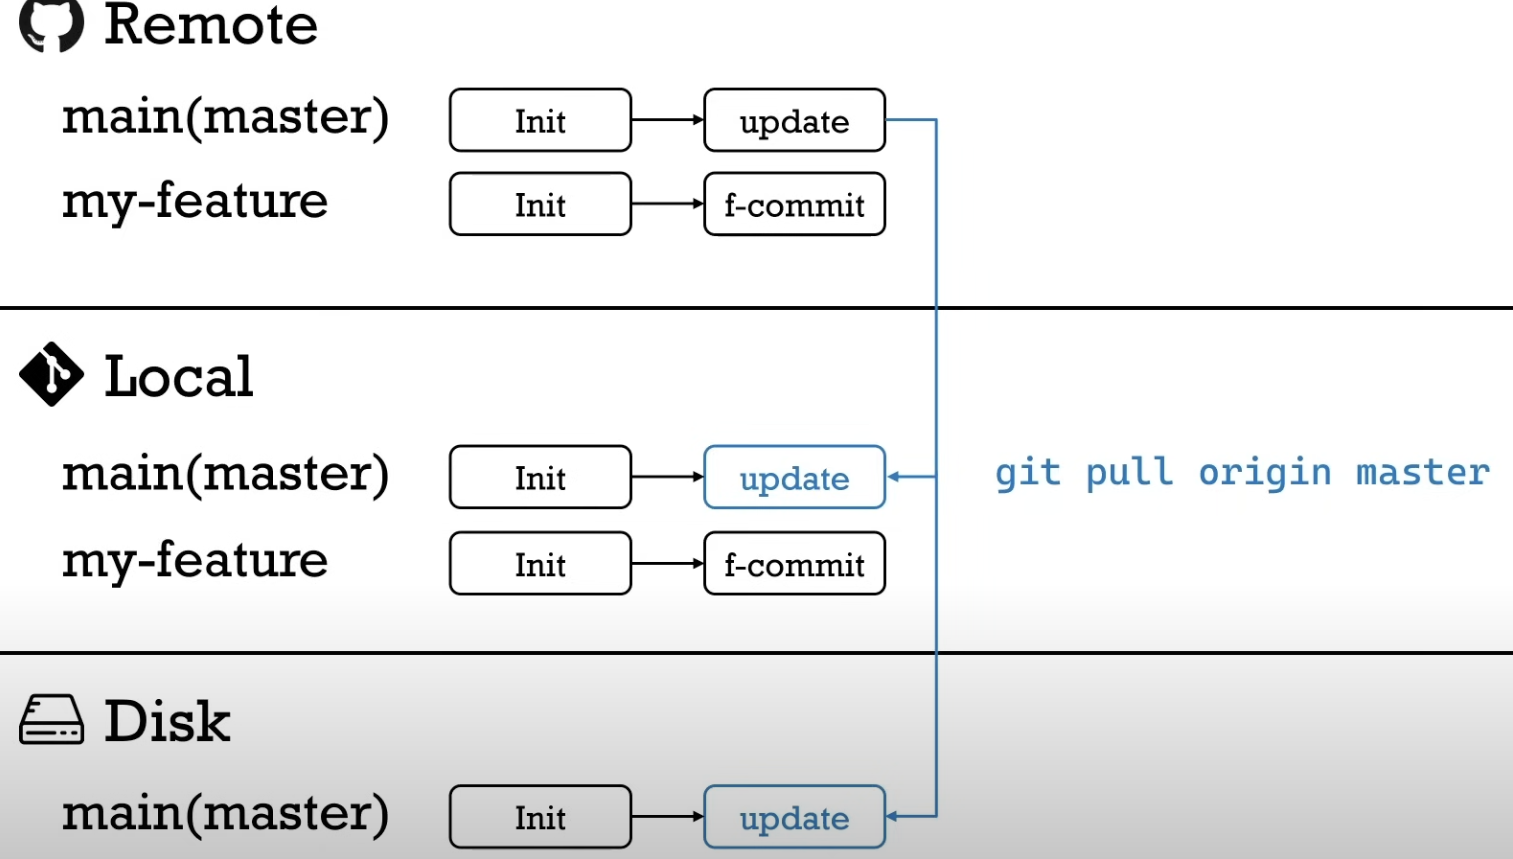 Remote
main(master) Init update
my-feature Init f-commit
Local
main(master) Init update
git pull origin master
my-feature Init f-commit
Disk
main(master) Init update